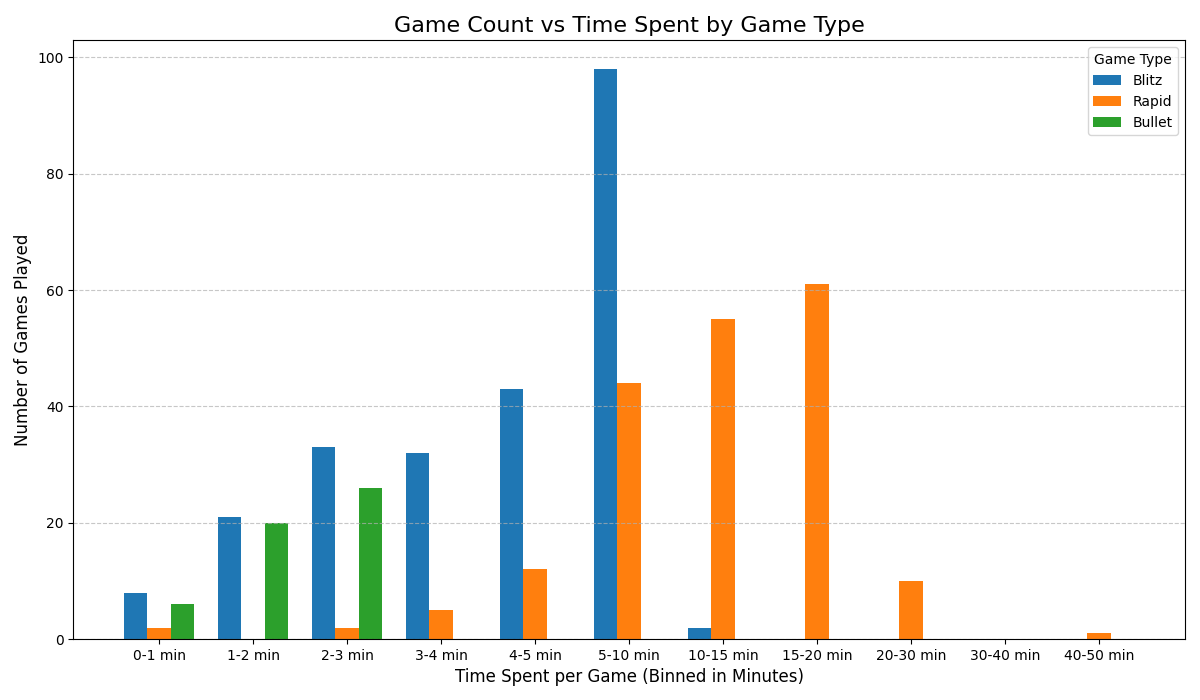 Game Count vs Time Spent by Game Type
Game Type
Blitz
Rapid
Bullet
Number of Games Played
100
80
60
40
20
0
0-1 min 1-2 min 2-3 min 3-4 min 4-5 min 5-10 min 10-15 min 15-20 min 20-30 min 30-40 min 40-50 min
Time Spent per Game (Binned in Minutes)